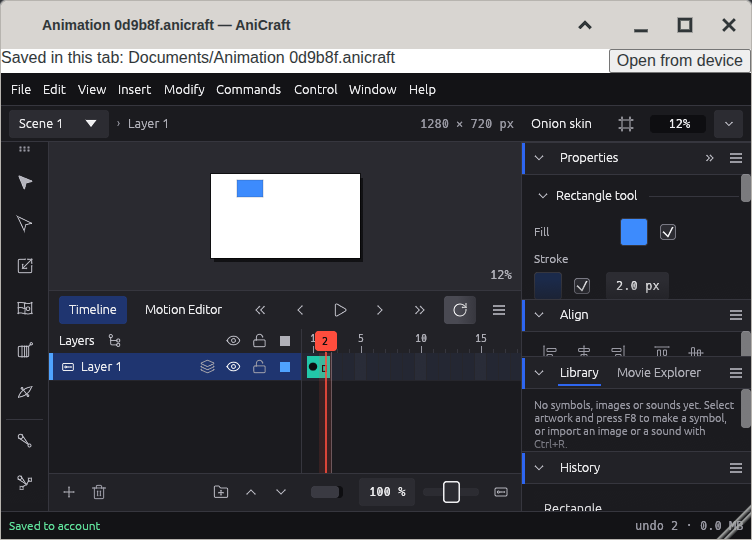 Animation 0d9b8f.anicraft — AniCraft
Saved in this tab: Documents/Animation 0d9b8f.anicraft
Open from device
File Edit View Insert Modify Commands Control Window Help
Scene 1 › Layer 1 1280 × 720 px Onion skin 12%
Properties
Rectangle tool
Fill
Stroke
2.0 px
12%
Timeline Motion Editor
Align
Layers 1 2 5 10 15
Layer 1
Library Movie Explorer
No symbols, images or sounds yet. Select
artwork and press F8 to make a symbol,
or import an image or a sound with
Ctrl+R.
History
100 %
Rectangle
Saved to account undo 2 · 0.0 MB